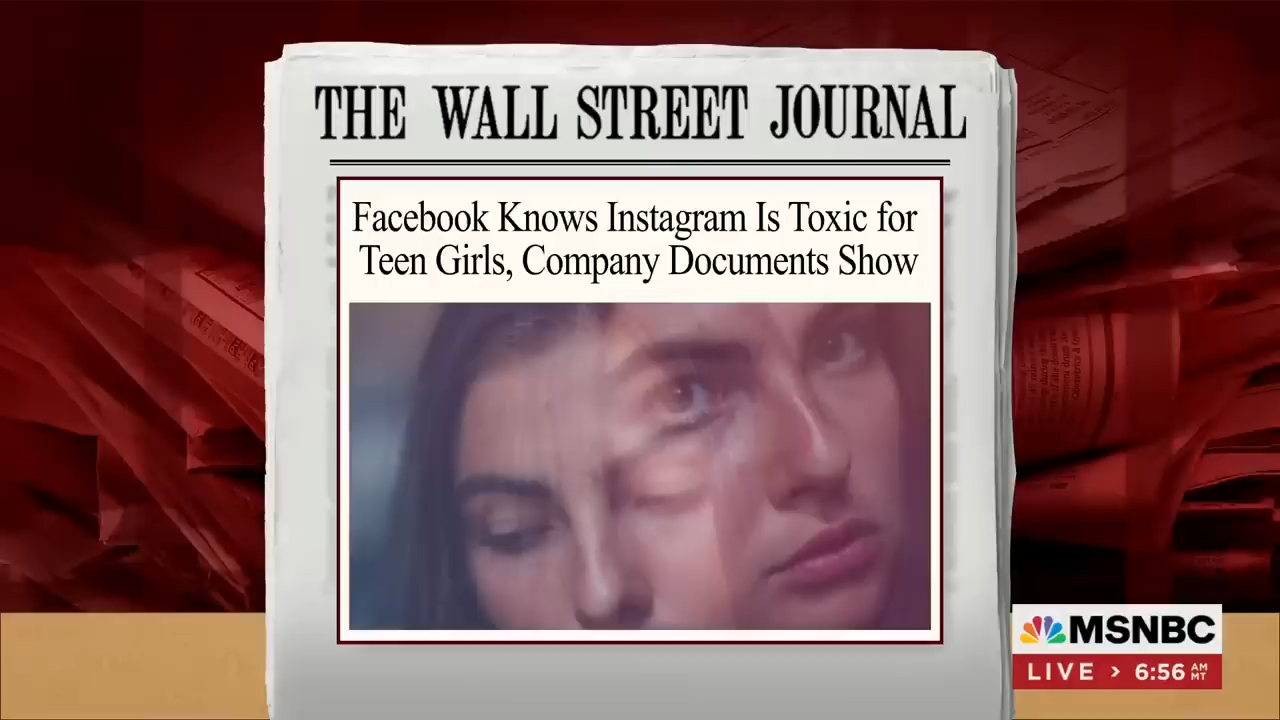 THE WALL STREET JOURNAL
Facebook Knows Instagram Is Toxic for
Teen Girls, Company Documents Show
MSNBC
LIVE > 6:56 AM MT